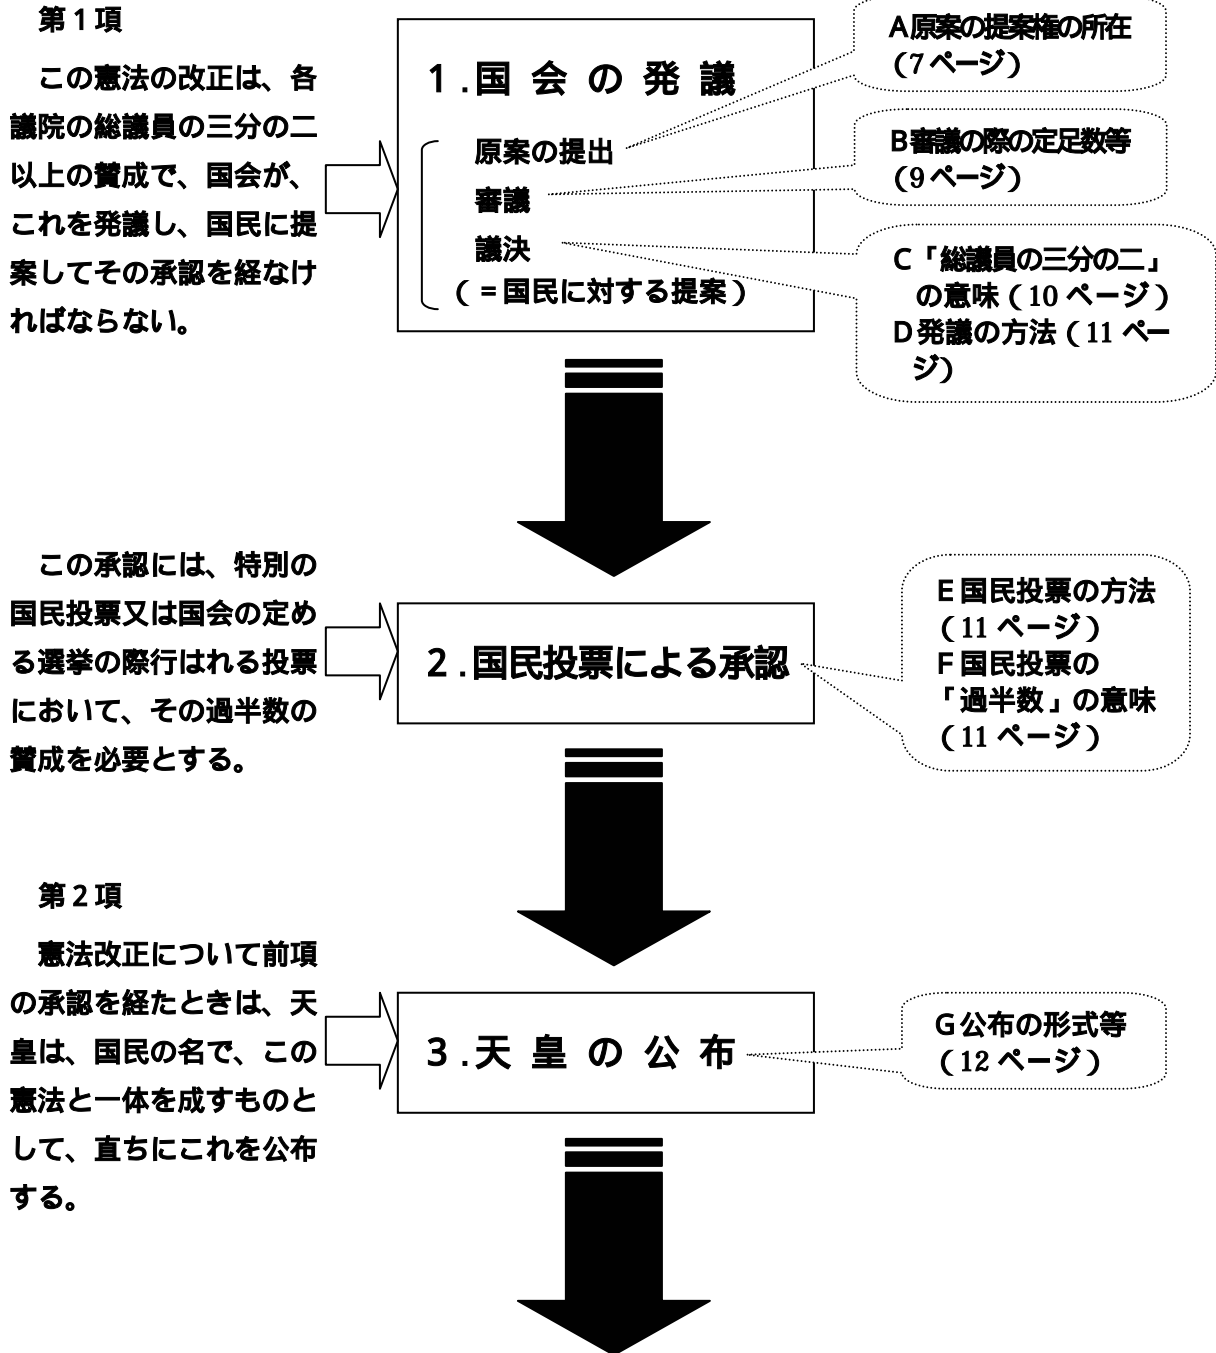 第１項
この憲法の改正は、各
議院の総議員の三分の二
以上の賛成で、国会が、
これを発議し、国民に提
案してその承認を経なけ
ればならない。
１.国 会 の 発 議
原案の提出
審議
議決
（＝国民に対する提案）
A原案の提案権の所在
（7 ページ）
B審議の際の定足数等
（9 ページ）
C「総議員の三分の二」
の意味（10 ページ）
D発議の方法（11 ペー
ジ）
この承認には、特別の
国民投票又は国会の定め
る選挙の際行はれる投票
において、その過半数の
賛成を必要とする。
２.国民投票による承認
E国民投票の方法
（11 ページ）
F国民投票の
「過半数」の意味
（11 ページ）
第２項
憲法改正について前項
の承認を経たときは、天
皇は、国民の名で、この
憲法と一体を成すものと
して、直ちにこれを公布
する。
３.天 皇 の 公 布
G公布の形式等
（12 ページ）